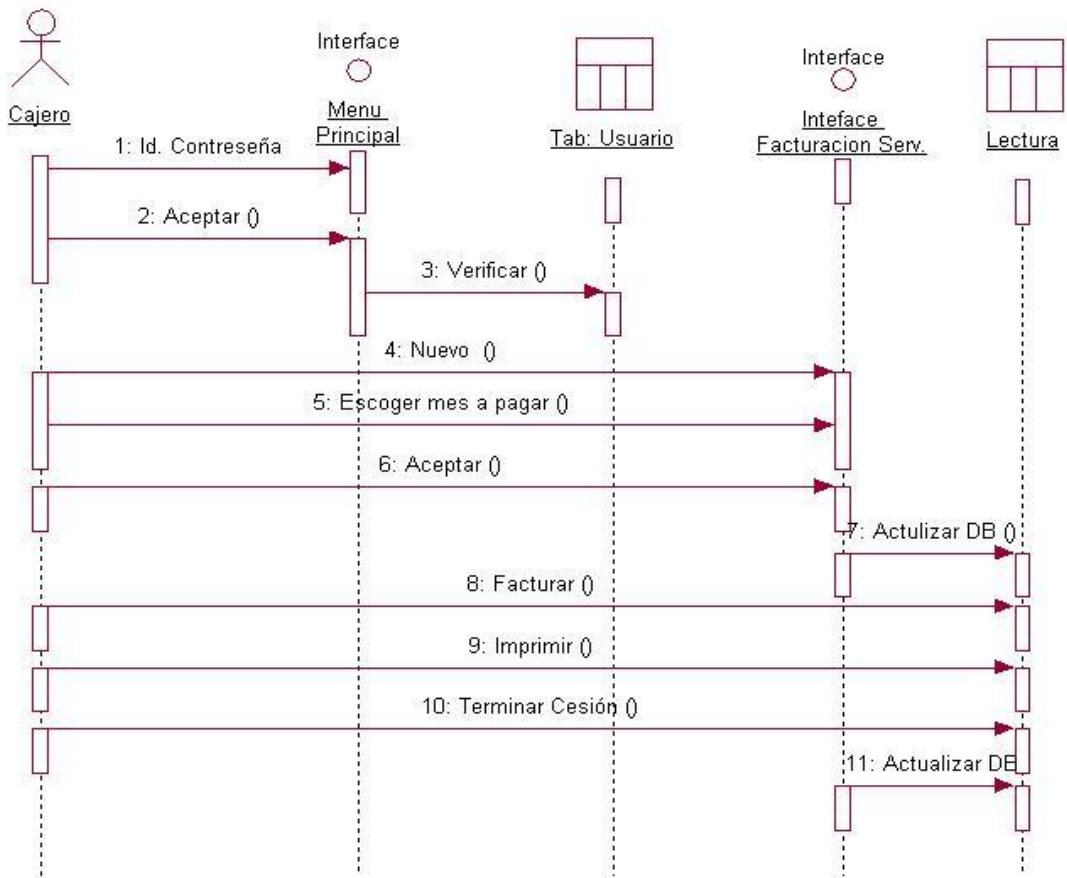 Interface
Interface
Cajero
Menu
Principal
Tab: Usuario
Inteface
Facturacion Serv.
Lectura
1: Id. Contreseña
2: Aceptar ()
3: Verificar ()
4: Nuevo ()
5: Escoger mes a pagar ()
6: Aceptar ()
7: Actulizar DB ()
8: Facturar ()
9: Imprimir ()
10: Terminar Cesión ()
11: Actualizar DB